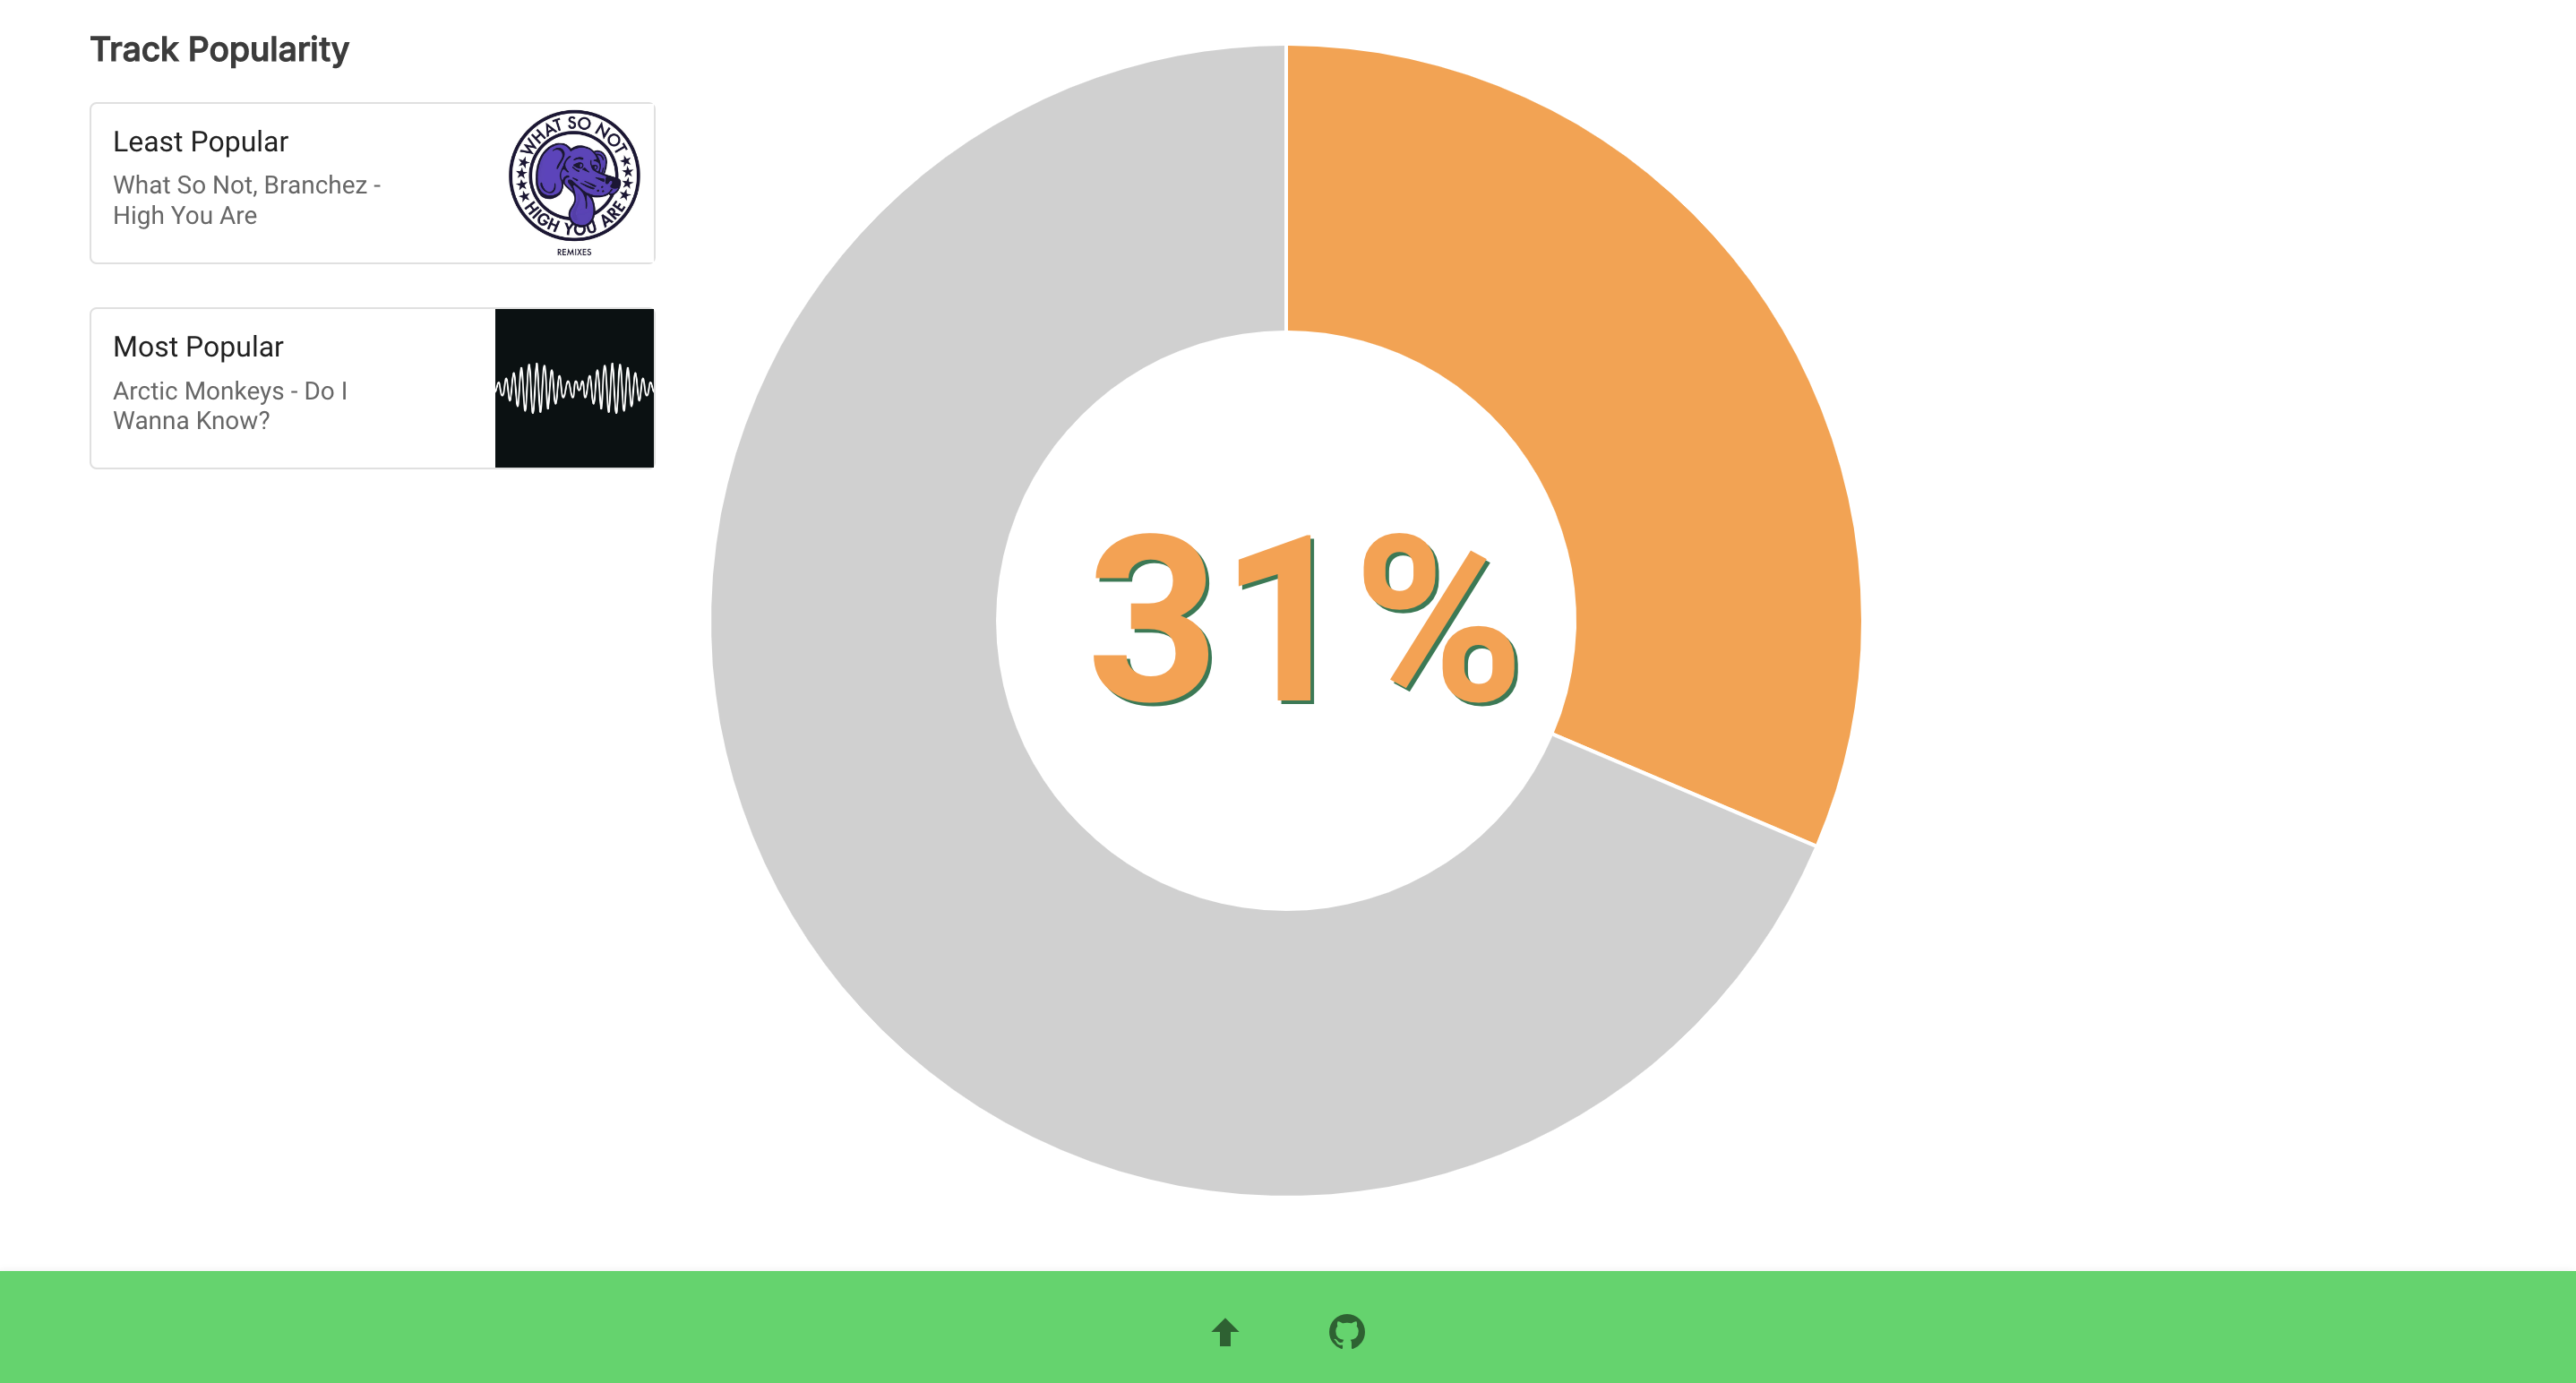 Track Popularity
Least Popular
What So Not, Branchez -
High You Are
WHAT SO NOT
HIGH YOU ARE
REMIXES
Most Popular
Arctic Monkeys - Do I
Wanna Know?
31%